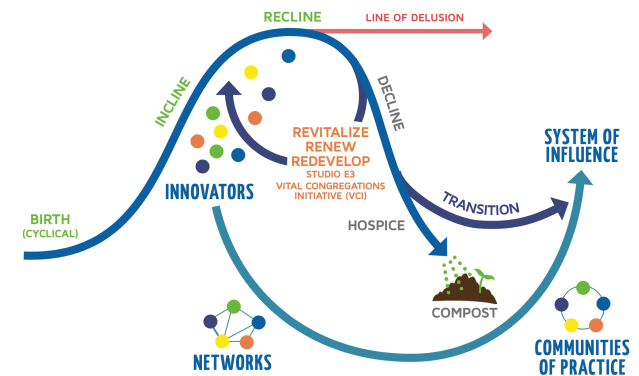 RECLINE
LINE OF DELUSION
INCLINE
DECLINE
REVITALIZE
RENEW
REDEVELOP
STUDIO E3
VITAL CONGREGATIONS
INITIATIVE (VCI)
SYSTEM OF
INFLUENCE
INNOVATORS
TRANSITION
BIRTH
(CYCLICAL)
HOSPICE
COMPOST
NETWORKS
COMMUNITIES
OF PRACTICE